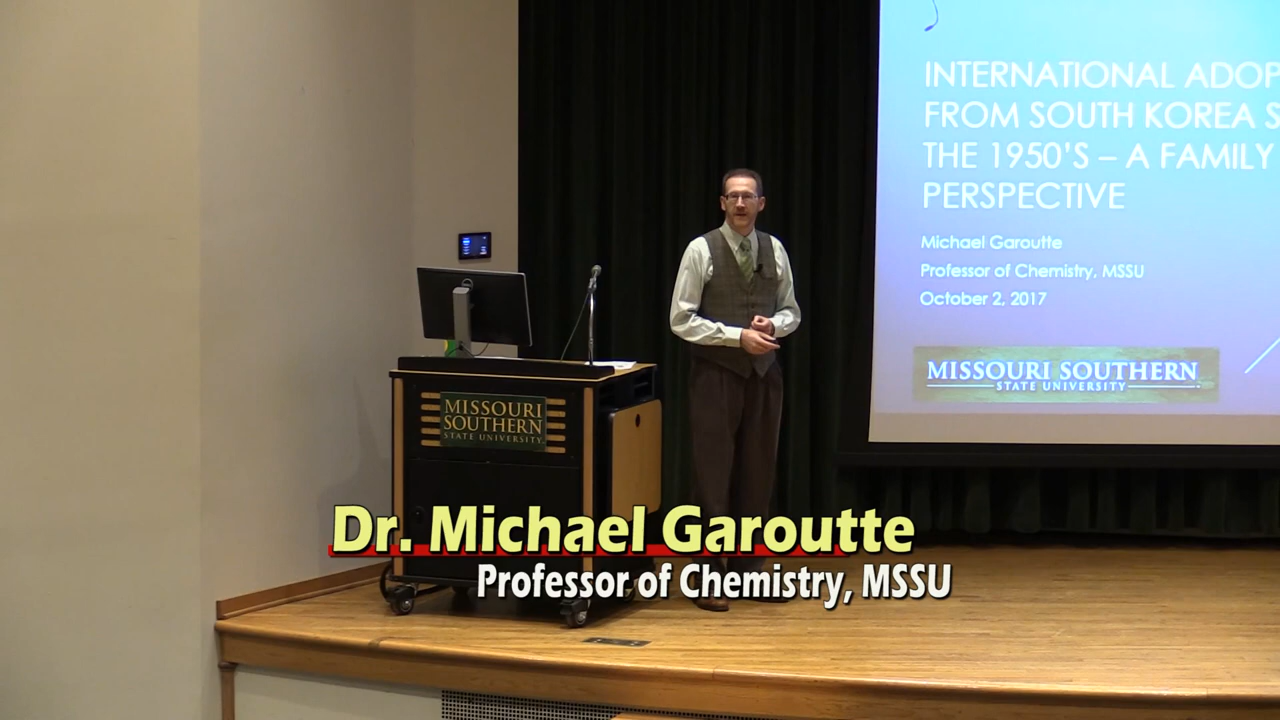 INTERNATIONAL ADOP
FROM SOUTH KOREA S
THE 1950'S – A FAMILY
PERSPECTIVE
Michael Garoutte
Professor of Chemistry, MSSU
October 2, 2017
MISSOURI SOUTHERN
STATE UNIVERSITY
MISSOURI
SOUTHERN
STATE UNIVERSITY
Dr. Michael Garoutte
Professor of Chemistry, MSSU